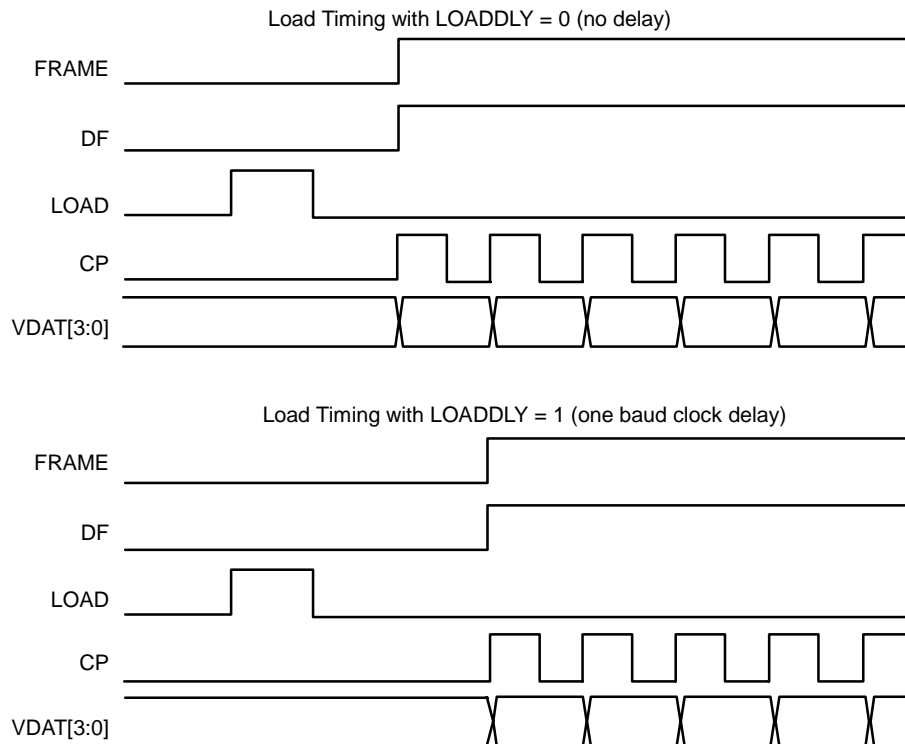 Load Timing with LOADDLY = 0 (no delay)
FRAME
DF
LOAD
CP
VDAT[3:0]
Load Timing with LOADDLY = 1 (one baud clock delay)
FRAME
DF
LOAD
CP
VDAT[3:0]